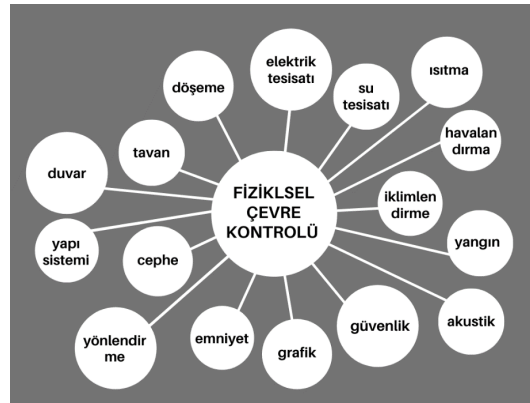 elektrik
tesisatı
ısıtma
döşeme
su
tesisatı
havalan
dırma
tavan
duvar
FİZİKLSEL
ÇEVRE
KONTROLÜ
iklimlen
dirme
yapı
sistemi
cephe
yangın
yönlendir
me
emniyet
grafik
güvenlik
akustik